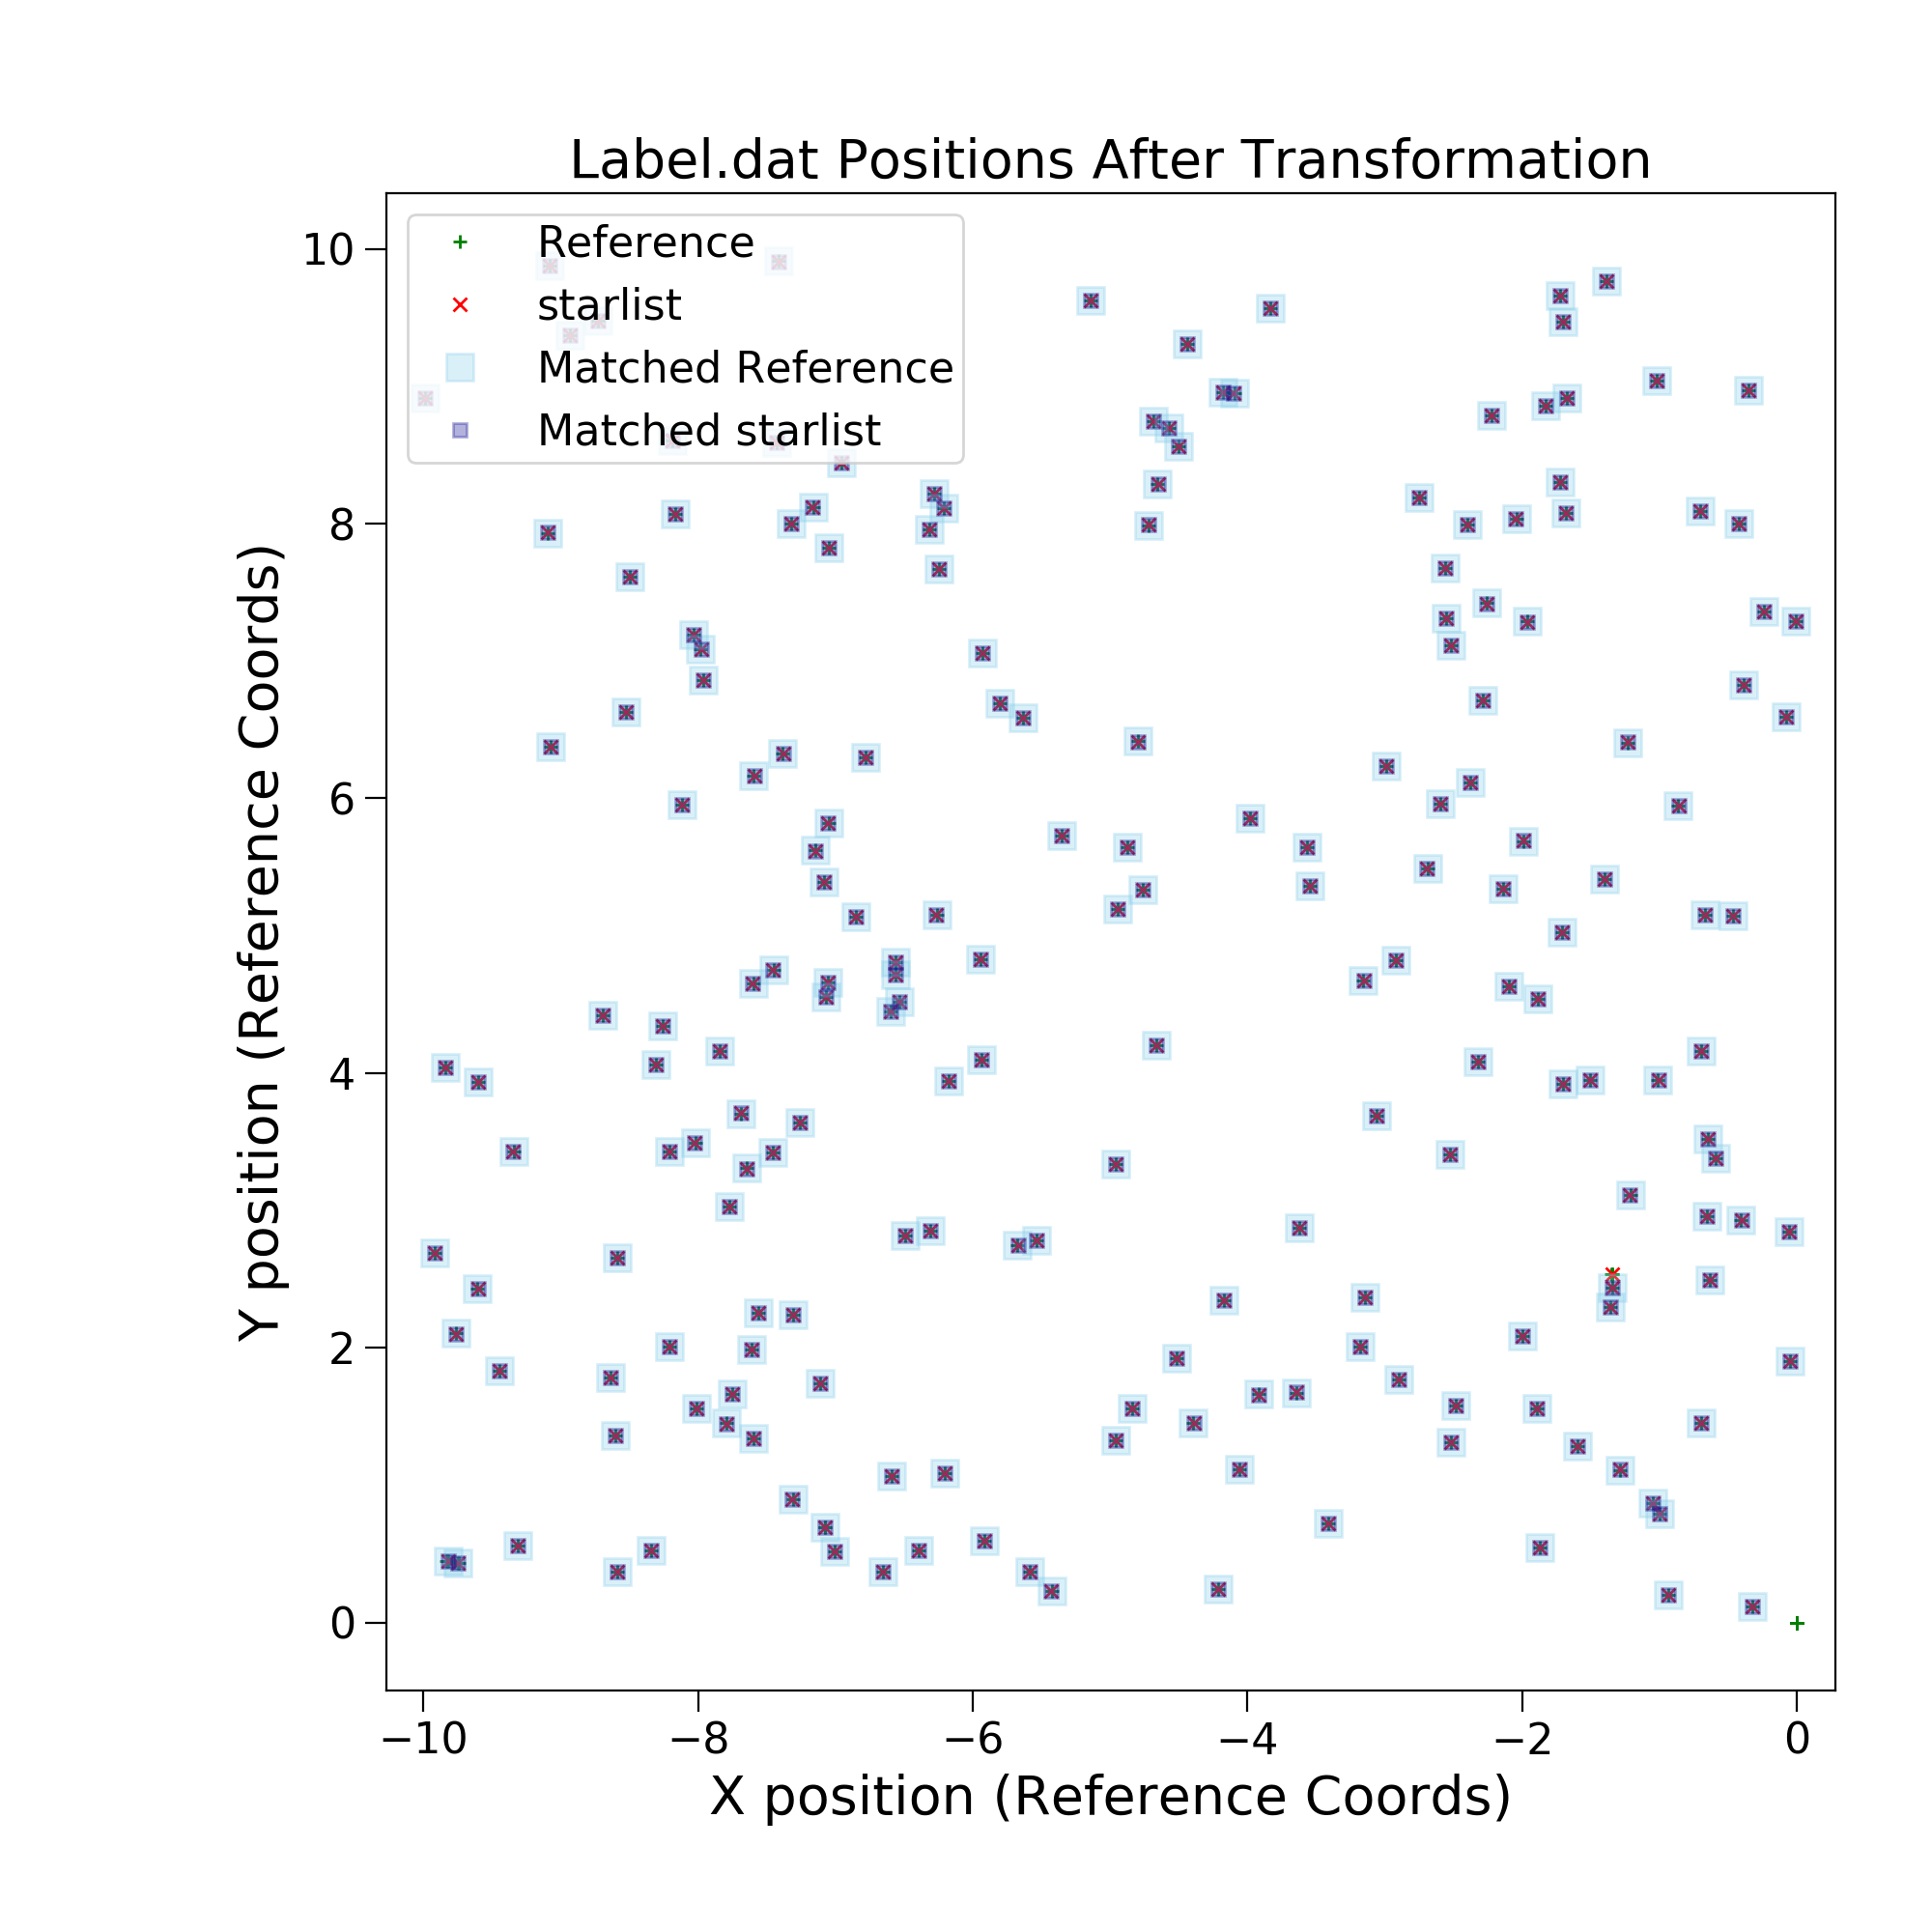 Label.dat Positions After Transformation
Reference
starlist
Matched Reference
Matched starlist
Y position (Reference Coords)
10
8
6
4
2
0
−10
−8
−6
−4
−2
0
X position (Reference Coords)